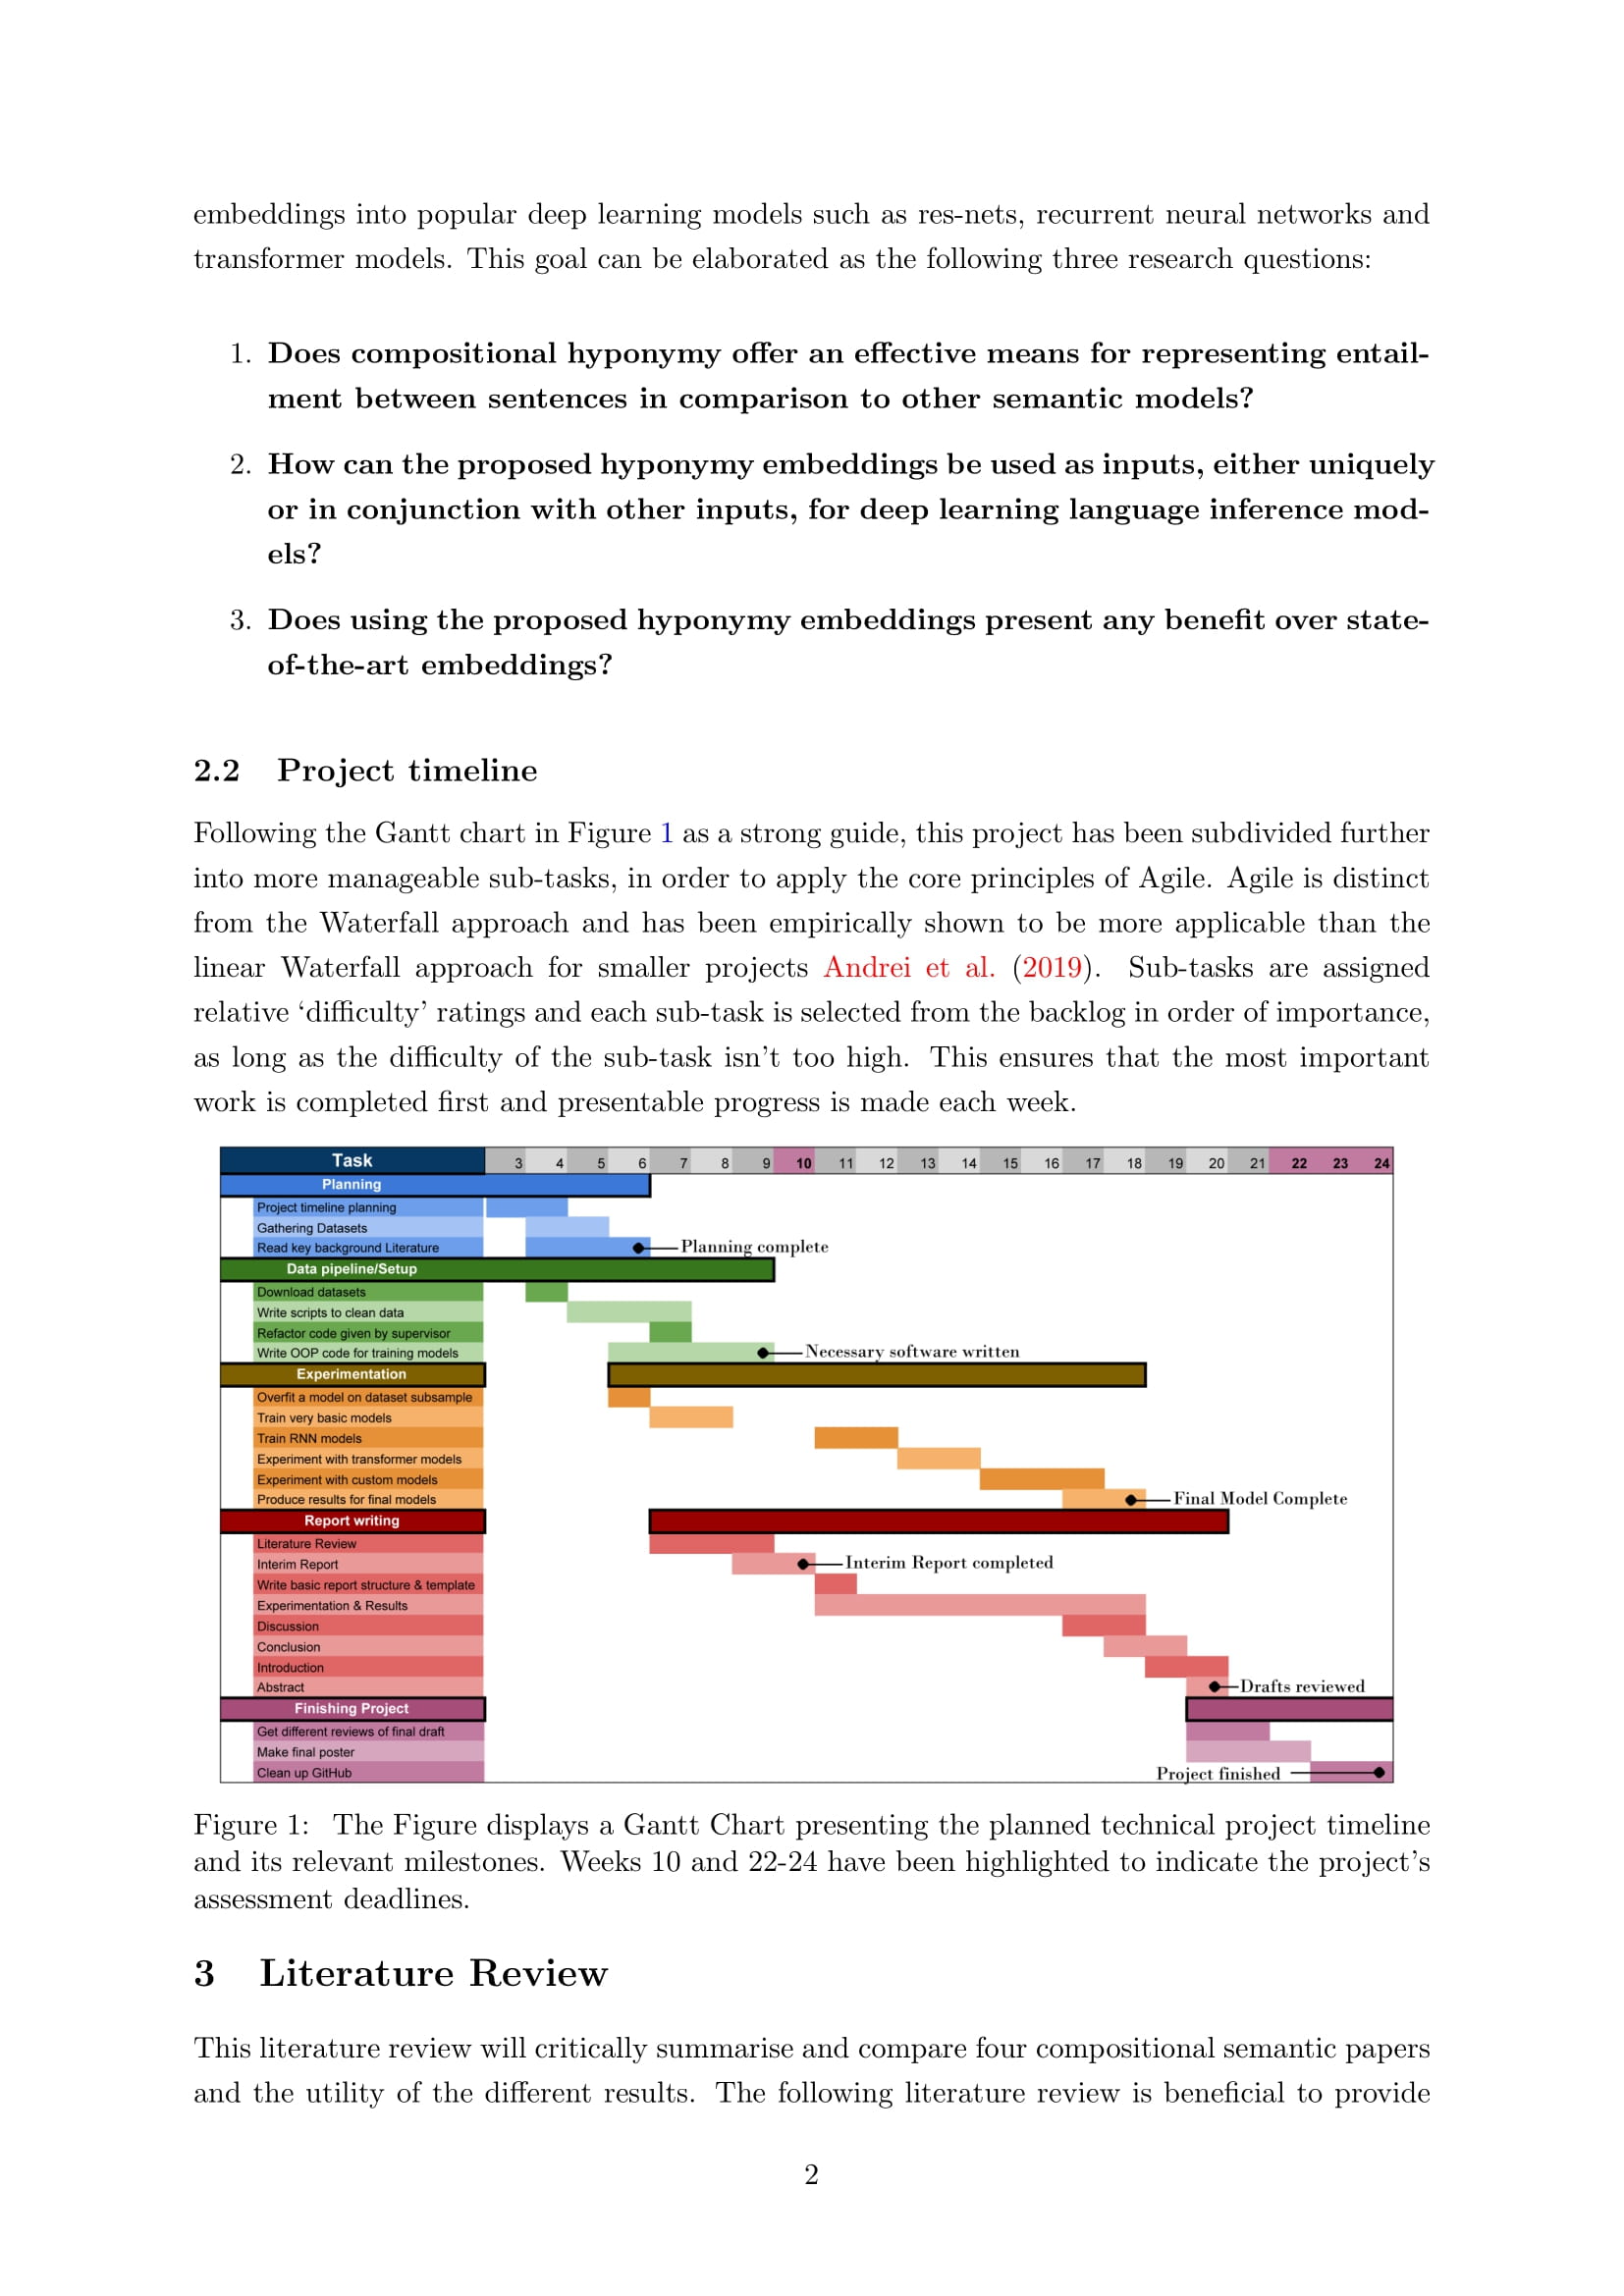 embeddings into popular deep learning models such as res-nets, recurrent neural networks and
transformer models. This goal can be elaborated as the following three research questions:
1. Does compositional hyponymy offer an effective means for representing entail-
ment between sentences in comparison to other semantic models?
2. How can the proposed hyponymy embeddings be used as inputs, either uniquely
or in conjunction with other inputs, for deep learning language inference mod-
els?
3. Does using the proposed hyponymy embeddings present any benefit over state-
of-the-art embeddings?
2.2 Project timeline
Following the Gantt chart in Figure 1 as a strong guide, this project has been subdivided further
into more manageable sub-tasks, in order to apply the core principles of Agile. Agile is distinct
from the Waterfall approach and has been empirically shown to be more applicable than the
linear Waterfall approach for smaller projects Andrei et al. (2019). Sub-tasks are assigned
relative ‘difficulty’ ratings and each sub-task is selected from the backlog in order of importance,
as long as the difficulty of the sub-task isn’t too high. This ensures that the most important
work is completed first and presentable progress is made each week.
Task 3 4 5 6 7 8 9 10 11 12 13 14 15 16 17 18 19 20 21 22 23 24
Planning
Project timeline planning
Gathering Datasets
Read key background Literature Planning complete
Data pipeline/Setup
Download datasets
Write scripts to clean data
Refactor code given by supervisor
Write OOP code for training models Necessary software written
Experimentation
Overfit a model on dataset subsample
Train very basic models
Train RNN models
Experiment with transformer models
Experiment with custom models
Produce results for final models Final Model Complete
Report writing
Literature Review
Interim Report Interim Report completed
Write basic report structure & template
Experimentation & Results
Discussion
Conclusion
Introduction
Abstract Drafts reviewed
Finishing Project
Get different reviews of final draft
Make final poster
Clean up GitHub Project finished
Figure 1: The Figure displays a Gantt Chart presenting the planned technical project timeline
and its relevant milestones. Weeks 10 and 22-24 have been highlighted to indicate the project’s
assessment deadlines.
3 Literature Review
This literature review will critically summarise and compare four compositional semantic papers
and the utility of the different results. The following literature review is beneficial to provide
2